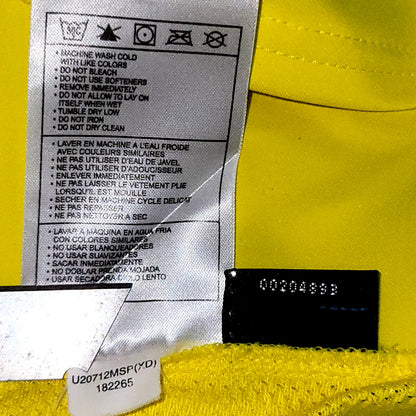 • MACHINE WASH COLD
WITH LIKE COLORS
• DO NOT BLEACH
• DO NOT USE SOFTENERS
• REMOVE IMMEDIATELY
• DO NOT ALLOW TO LAY ON
ITSELF WHEN WET
• TUMBLE DRY LOW
• DO NOT IRON
• DO NOT DRY CLEAN
• LAVER EN MACHINE A L'EAU FROIDE
AVEC COULEURS SIMILAIRES
• NE PAS UTILISER D'EAU DE JAVEL
• NE PAS UTILISER D'ADOUCISSEUR
• ENLEVER IMMEDIATEMENT
• NE PAS LAISSER LE VETEMENT PLIE
LORSQU'IL EST MOUILLE
• SECHER EN MACHINE CYCLE DELICAT
• NE PAS REPASSER
• NE PAS NETTOYER A SEC
• LAVAR A MAQUINA EN AGUA FRIA
CON COLORES SIMILARES
• NO USAR BLANQUEADORES
• NO USAR SUAVIZANTES
• SACAR INMEDIATAMENTE
• NO DOBLAR PRENDA MOJADA
• USAR SECADORA CICLO LENTO
00204893
U20712MSP(YD)
182265